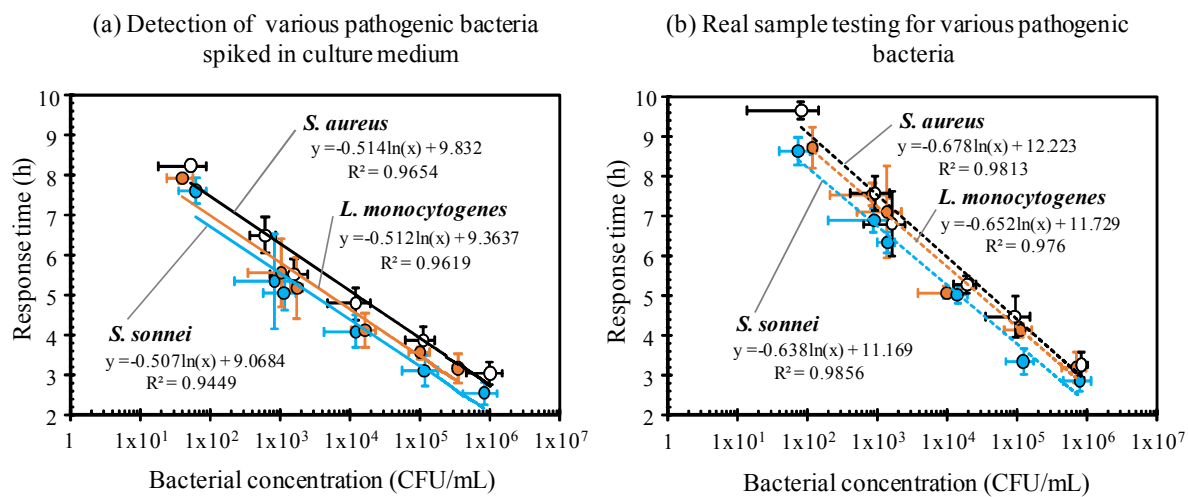 (a) Detection of various pathogenic bacteria
spiked in culture medium
10
9
8
7
6
5
4
3
2
Response time (h)
S. aureus
y=-0.514ln(x) + 9.832
R² = 0.9654
L. monocytogenes
y=-0.512ln(x) + 9.3637
R² = 0.9619
S. sonnei
y=-0.507ln(x) + 9.0684
R² = 0.9449
1 1x10¹ 1x10² 1x10³ 1x10⁴ 1x10⁵ 1x10⁶ 1x10⁷
Bacterial concentration (CFU/mL)
(b) Real sample testing for various pathogenic
bacteria
10
9
8
7
6
5
4
3
2
Response time (h)
S. aureus
y=-0.678ln(x) + 12.223
R² = 0.9813
L. monocytogenes
y=-0.652ln(x) + 11.729
R² = 0.976
S. sonnei
y=-0.638ln(x) + 11.169
R² = 0.9856
1 1x10¹ 1x10² 1x10³ 1x10⁴ 1x10⁵ 1x10⁶ 1x10⁷
Bacterial concentration (CFU/mL)